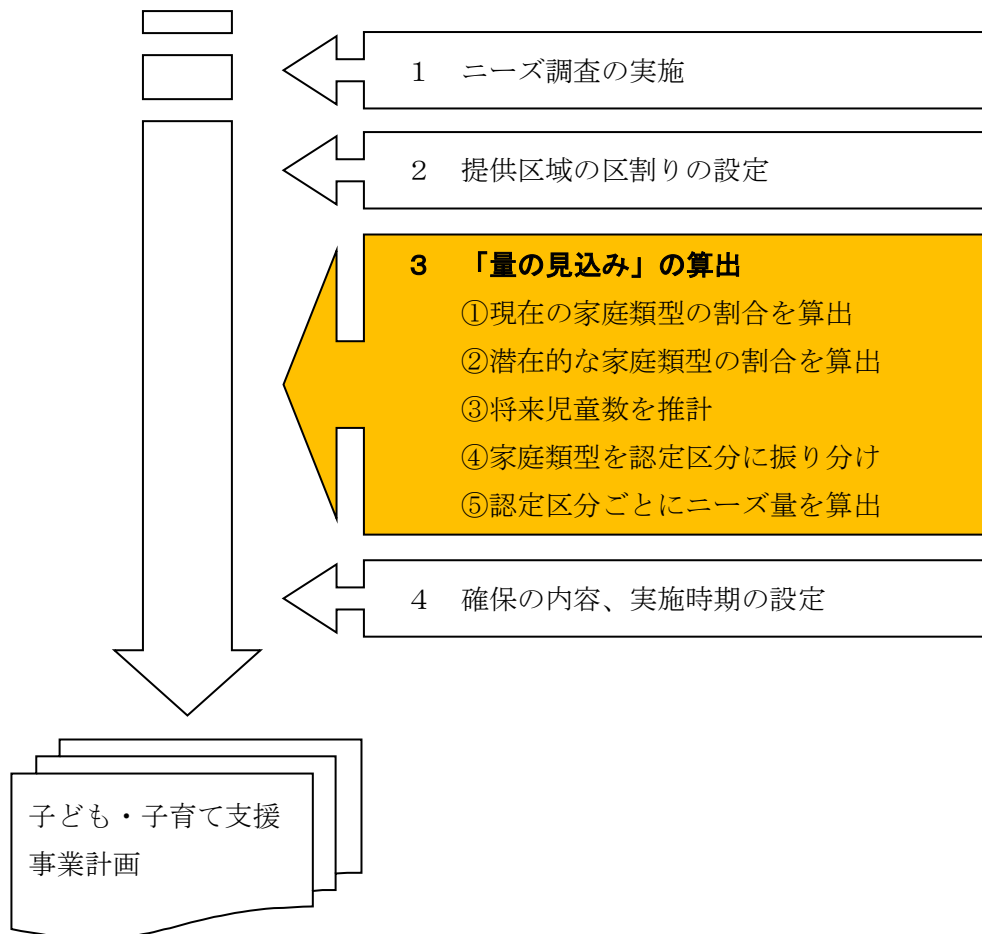 １　ニーズ調査の実施
２　提供区域の区割りの設定
３　「量の見込み」の算出
①現在の家庭類型の割合を算出
②潜在的な家庭類型の割合を算出
③将来児童数を推計
④家庭類型を認定区分に振り分け
⑤認定区分ごとにニーズ量を算出
４　確保の内容、実施時期の設定
子ども・子育て支援
事業計画